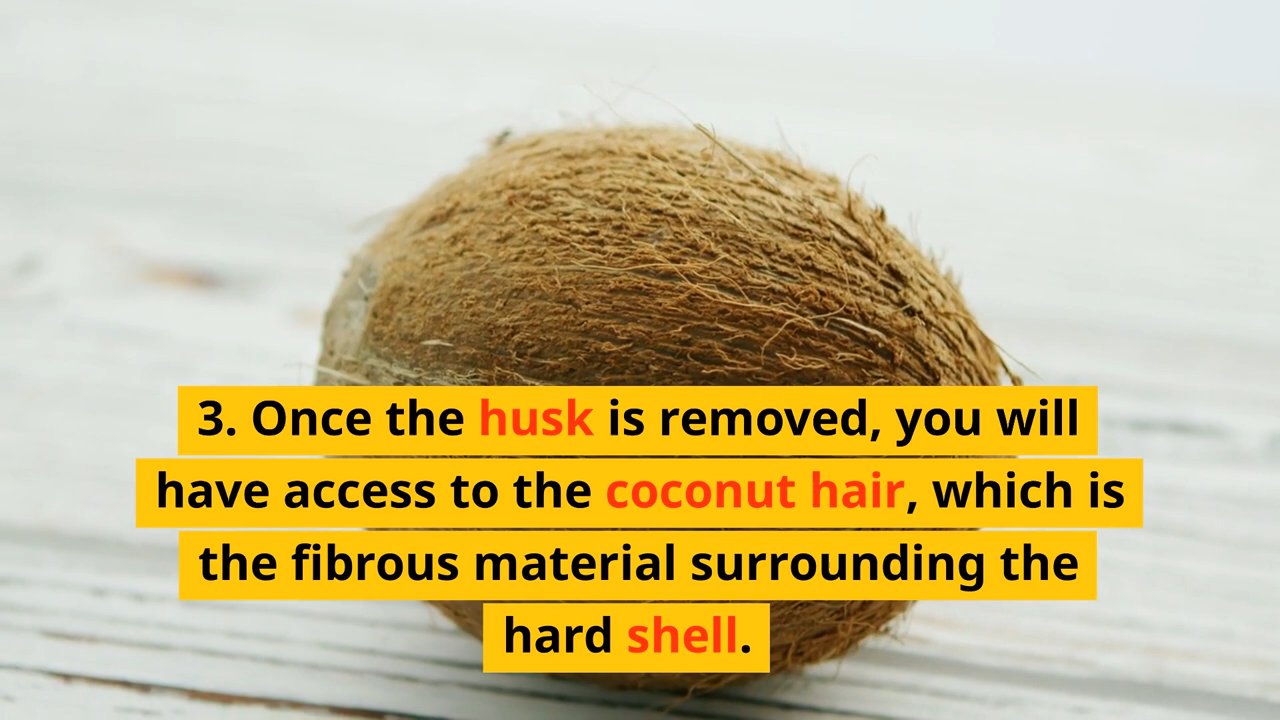 3. Once the husk is removed, you will
have access to the coconut hair, which is
the fibrous material surrounding the
hard shell.